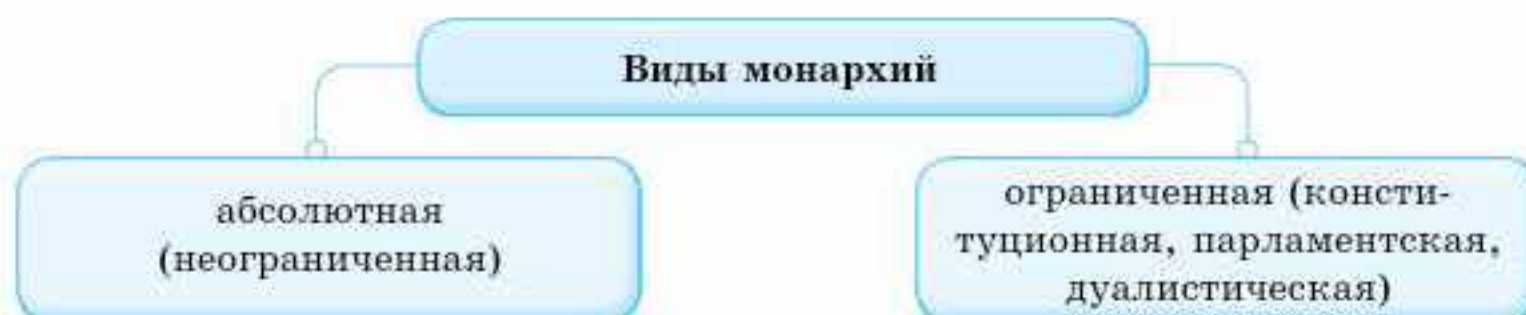 Виды монархий
абсолютная
(неограниченная)
ограниченная (консти-
туционная, парламентская,
дуалистическая)